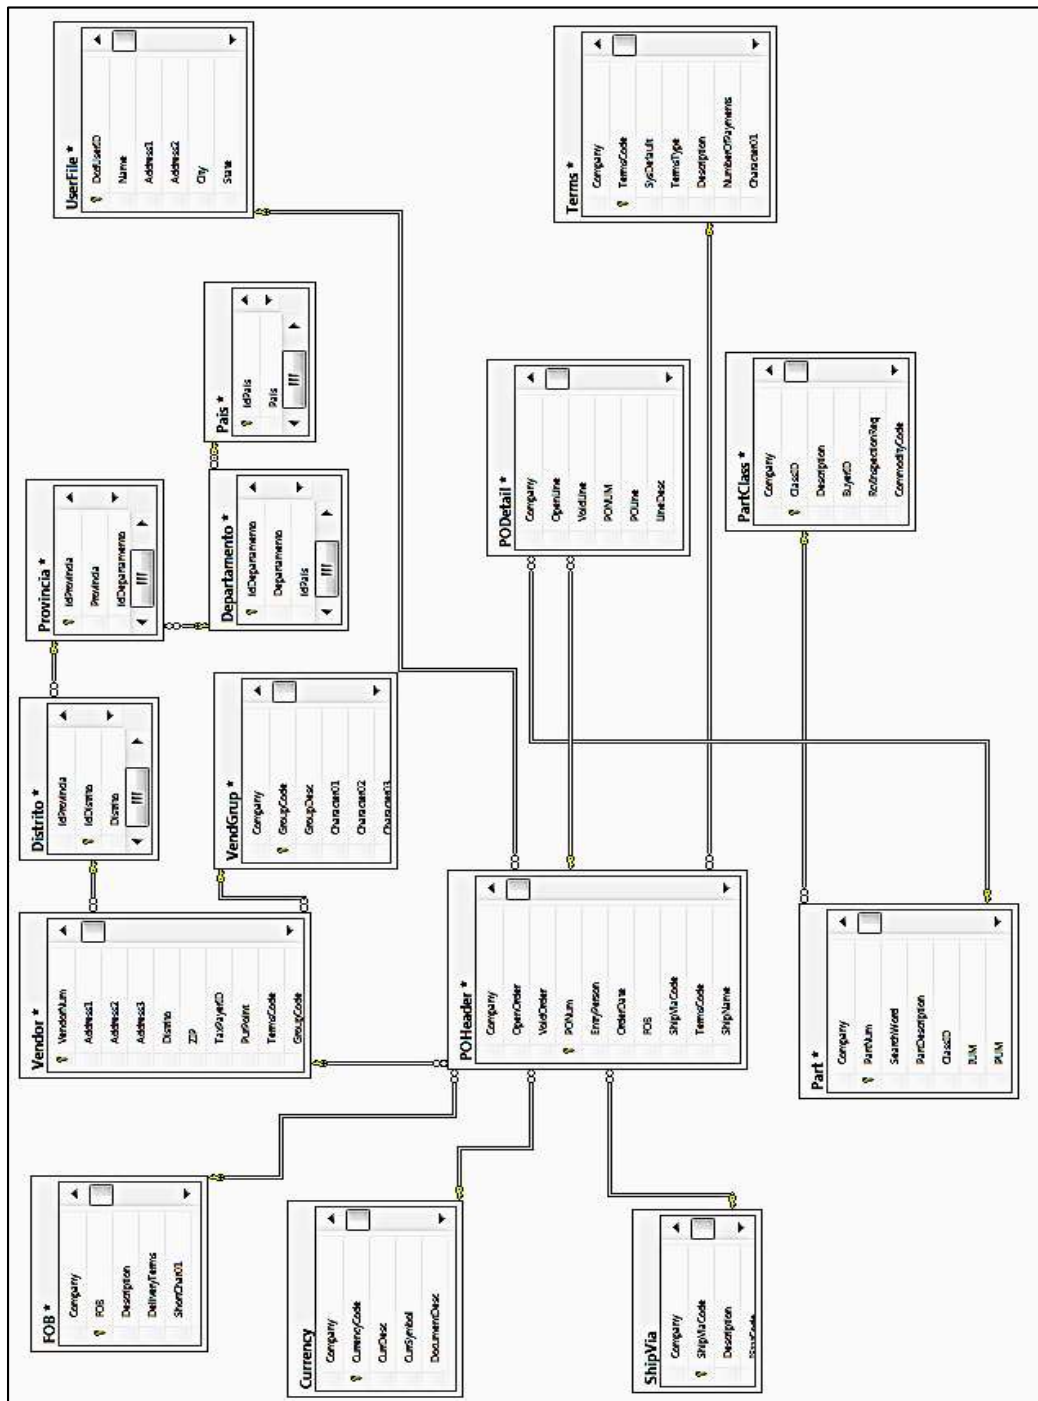 FOB *
Company
FOB
Description
DeliveryTerms
ShortChar01
Vendor *
VendorNum
Address1
Address2
Address3
Distrito
ZIP
TaxPayerID
PurPoint
TermsCode
GroupCode
Distrito *
IdProvincia
IdDistrito
Distrito
Provincia *
IdProvincia
Provincia
IdDepartamento
UserFile *
DcdUserID
Name
Address1
Address2
City
State
VendGrup *
Company
GroupCode
GroupDesc
Character01
Character02
Character03
Departamento *
IdDepartamento
Departamento
IdPais
Pais *
IdPais
Pais
Currency
Company
CurrencyCode
CurrDesc
CurrSymbol
DocumentDesc
POHeader *
Company
OpenOrder
VoidOrder
PONum
EntryPerson
OrderDate
FOB
ShipViaCode
TermsCode
ShipName
PODetail *
Company
OpenLine
VoidLine
PONUM
POLine
LineDesc
Terms *
Company
TermsCode
SysDefault
TermsType
Description
NumberOfPayments
Character01
ShipVia
Company
ShipViaCode
Description
PartClass *
Company
ClassID
Description
BuyerID
RcvInspectionReq
CommodityCode
Part *
Company
PartNum
SearchWord
PartDescription
ClassID
IUM
PUM